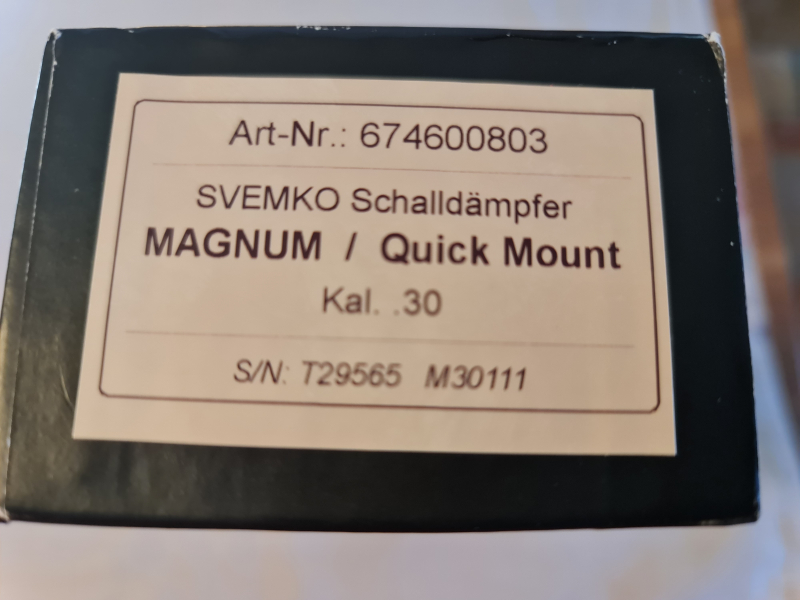 Art-Nr.: 674600803
SVEMKO Schalldämpfer
MAGNUM / Quick Mount
Kal. .30
S/N: T29565 M30111